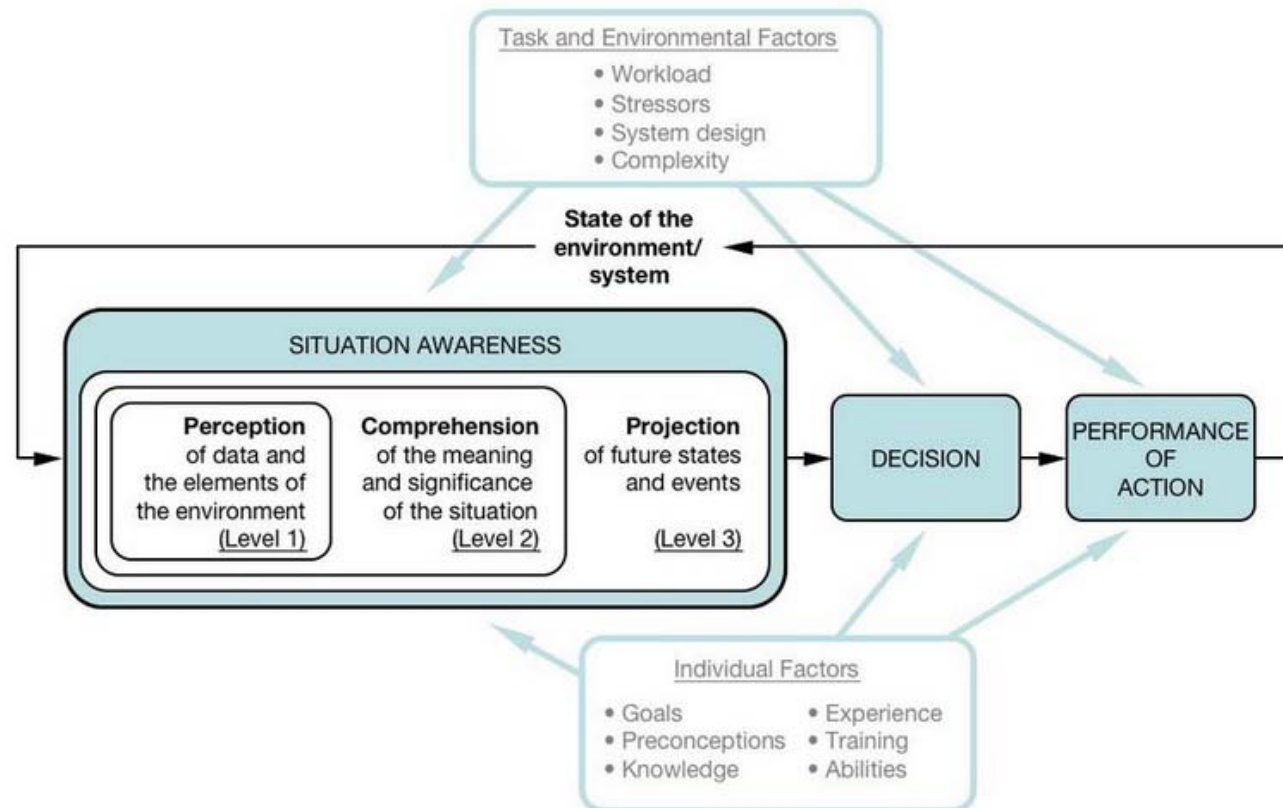 Task and Environmental Factors
• Workload
• Stressors
• System design
• Complexity
State of the
environment/
system
SITUATION AWARENESS
Perception
of data and
the elements of
the environment
(Level 1)
Comprehension
of the meaning
and significance
of the situation
(Level 2)
Projection
of future states
and events
(Level 3)
DECISION
PERFORMANCE
OF
ACTION
Individual Factors
• Goals
• Preconceptions
• Knowledge
• Experience
• Training
• Abilities